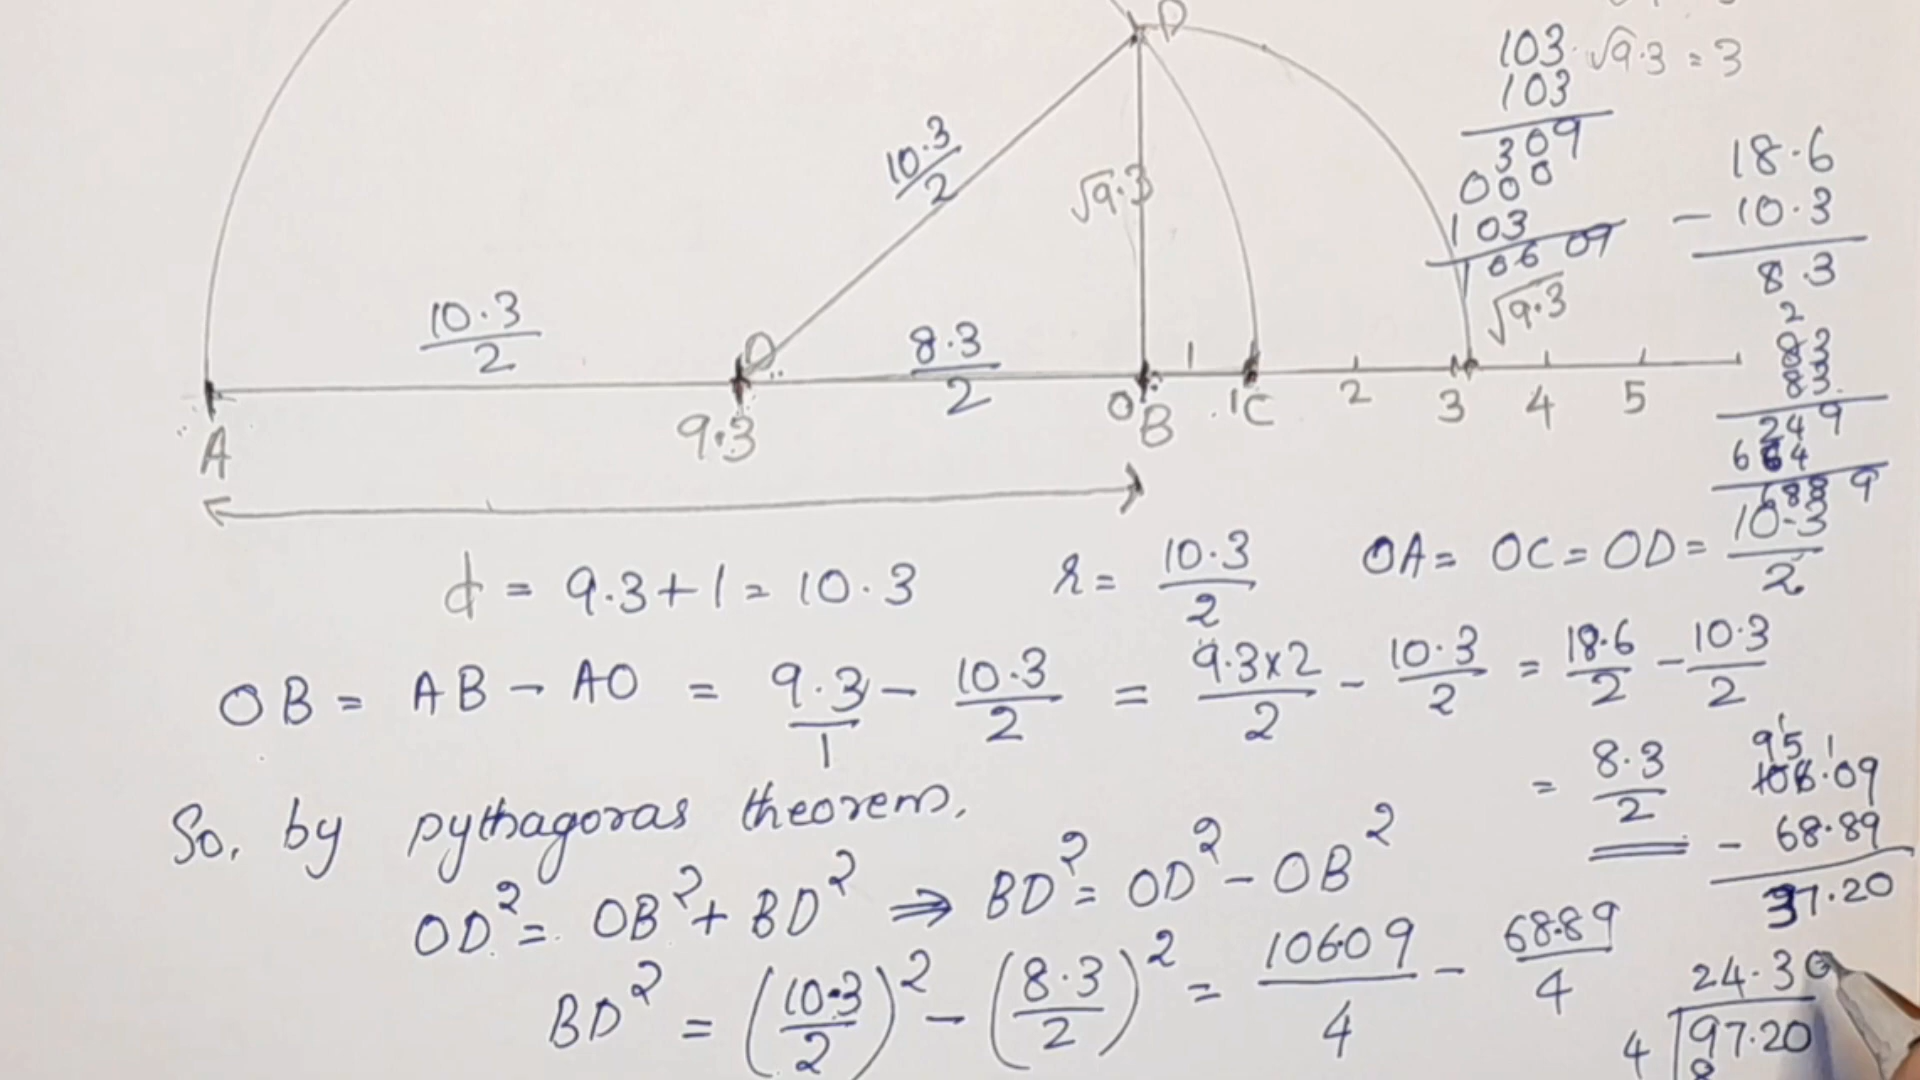 D
103 √9.3 = 3
103
309
000
103
10609
18.6
- 10.3
8.3
10.3/2
√9.3
√9.3
10.3/2
O
8.3/2
1
A
9.3
0 B
1 C
2
3
4
5
2
83
83
249
664
6889
d = 9.3+1 = 10.3
r = 10.3/2
OA = OC = OD = 10.3/2
OB = AB - AO = 9.3/1 - 10.3/2 = 9.3x2/2 - 10.3/2 = 18.6/2 - 10.3/2
= 8.3/2
106.09
- 68.89
37.20
So, by pythagoras theorem,
OD² = OB² + BD² ⇒ BD² = OD² - OB²
BD² = (10.3/2)² - (8.3/2)² = 106.09/4 - 68.89/4
24.30
4 97.20
8